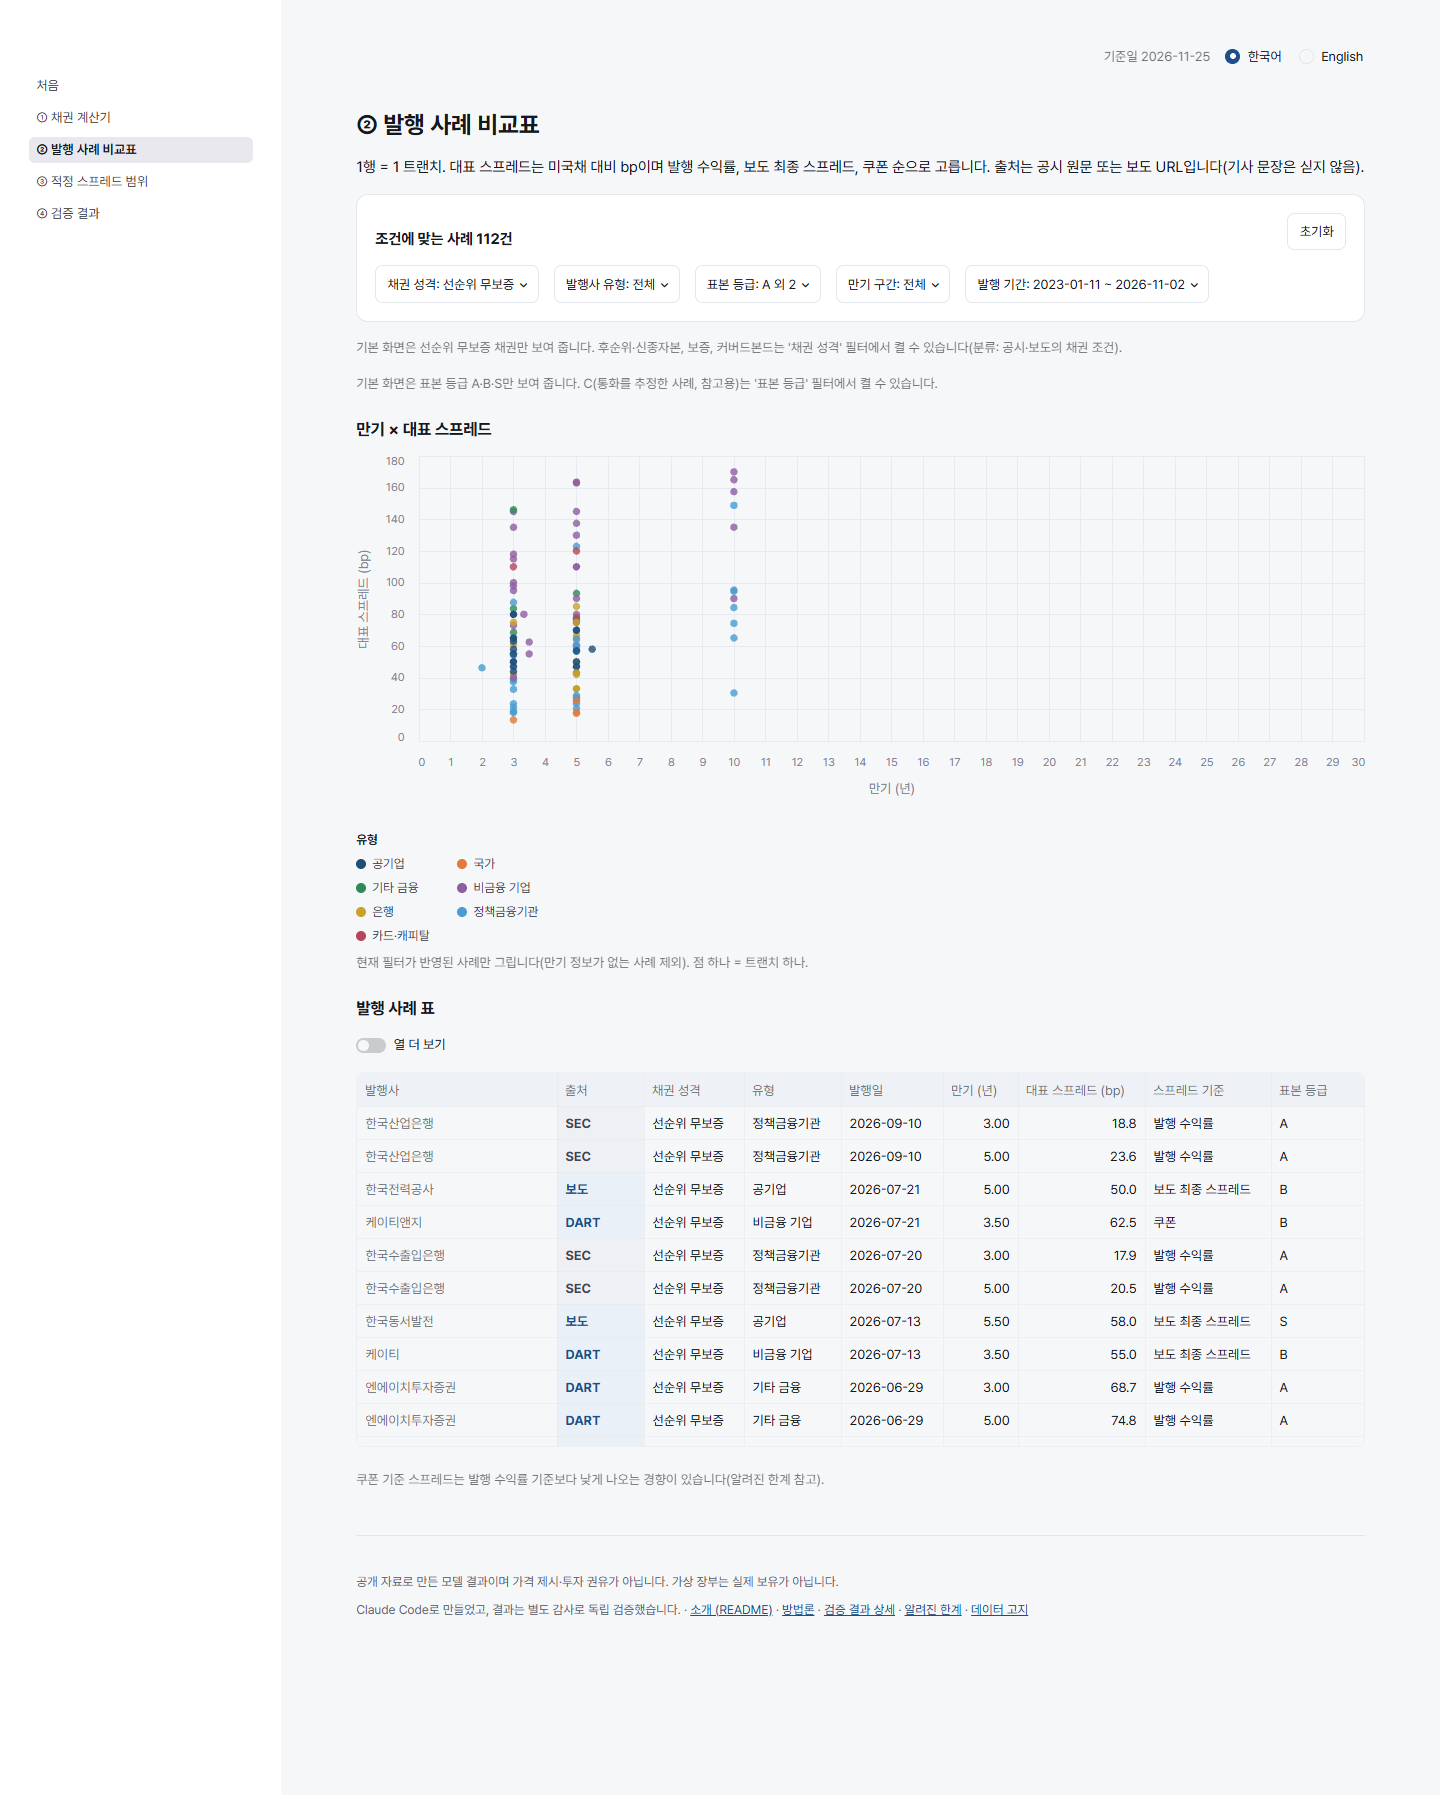 처음
① 채권 계산기
② 발행 사례 비교표
③ 적정 스프레드 범위
④ 검증 결과
기준일 2026-11-25 한국어 English
② 발행 사례 비교표
1행 = 1 트랜치. 대표 스프레드는 미국채 대비 bp이며 발행 수익률, 보도 최종 스프레드, 쿠폰 순으로 고릅니다. 출처는 공시 원문 또는 보도 URL입니다(기사 문장은 싣지 않음).
초기화
조건에 맞는 사례 112건
채권 성격: 선순위 무보증 발행사 유형: 전체 표본 등급: A 외 2 만기 구간: 전체 발행 기간: 2023-01-11 ~ 2026-11-02
기본 화면은 선순위 무보증 채권만 보여 줍니다. 후순위·신종자본, 보증, 커버드본드는 '채권 성격' 필터에서 켤 수 있습니다(분류: 공시·보도의 채권 조건).
기본 화면은 표본 등급 A·B·S만 보여 줍니다. C(통화를 추정한 사례, 참고용)는 '표본 등급' 필터에서 켤 수 있습니다.
만기 × 대표 스프레드
대표 스프레드 (bp)
180
160
140
120
100
80
60
40
20
0
0 1 2 3 4 5 6 7 8 9 10 11 12 13 14 15 16 17 18 19 20 21 22 23 24 25 26 27 28 29 30
만기 (년)
유형
공기업 국가
기타 금융 비금융 기업
은행 정책금융기관
카드·캐피탈
현재 필터가 반영된 사례만 그립니다(만기 정보가 없는 사례 제외). 점 하나 = 트랜치 하나.
발행 사례 표
열 더 보기
발행사 출처 채권 성격 유형 발행일 만기 (년) 대표 스프레드 (bp) 스프레드 기준 표본 등급
한국산업은행 SEC 선순위 무보증 정책금융기관 2026-09-10 3.00 18.8 발행 수익률 A
한국산업은행 SEC 선순위 무보증 정책금융기관 2026-09-10 5.00 23.6 발행 수익률 A
한국전력공사 보도 선순위 무보증 공기업 2026-07-21 5.00 50.0 보도 최종 스프레드 B
케이티앤지 DART 선순위 무보증 비금융 기업 2026-07-21 3.50 62.5 쿠폰 B
한국수출입은행 SEC 선순위 무보증 정책금융기관 2026-07-20 3.00 17.9 발행 수익률 A
한국수출입은행 SEC 선순위 무보증 정책금융기관 2026-07-20 5.00 20.5 발행 수익률 A
한국동서발전 보도 선순위 무보증 공기업 2026-07-13 5.50 58.0 보도 최종 스프레드 S
케이티 DART 선순위 무보증 비금융 기업 2026-07-13 3.50 55.0 보도 최종 스프레드 B
엔에이치투자증권 DART 선순위 무보증 기타 금융 2026-06-29 3.00 68.7 발행 수익률 A
엔에이치투자증권 DART 선순위 무보증 기타 금융 2026-06-29 5.00 74.8 발행 수익률 A
쿠폰 기준 스프레드는 발행 수익률 기준보다 낮게 나오는 경향이 있습니다(알려진 한계 참고).
공개 자료로 만든 모델 결과이며 가격 제시·투자 권유가 아닙니다. 가상 장부는 실제 보유가 아닙니다.
Claude Code로 만들었고, 결과는 별도 감사로 독립 검증했습니다. · 소개 (README) · 방법론 · 검증 결과 상세 · 알려진 한계 · 데이터 고지